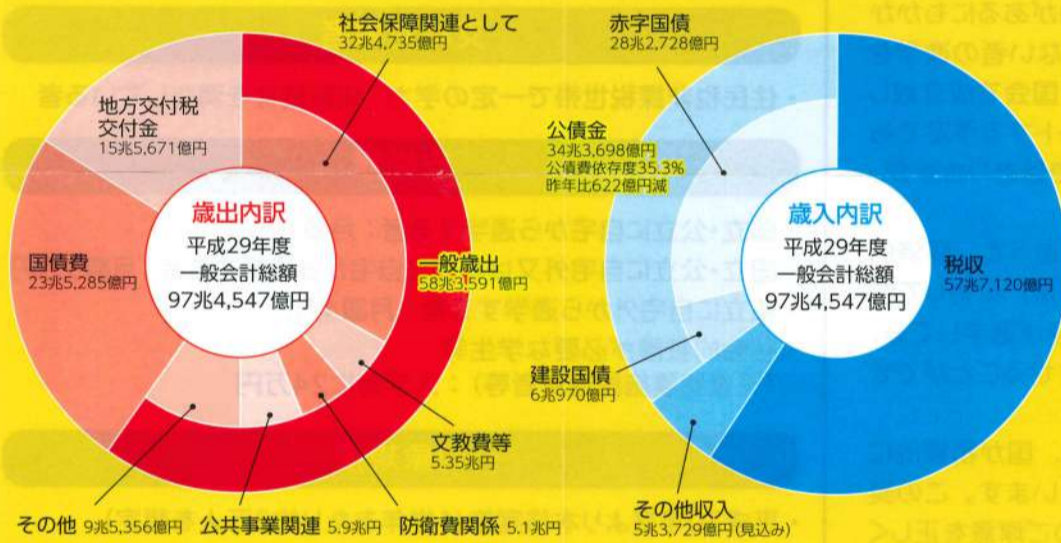 社会保障関連として
32兆4,735億円
地方交付税
交付金
15兆5,671億円
歳出内訳
平成29年度
一般会計総額
97兆4,547億円
国債費
23兆5,285億円
一般歳出
58兆3,591億円
文教費等
5.35兆円
その他 9兆5,356億円
公共事業関連 5.9兆円
防衛費関係 5.1兆円
赤字国債
28兆2,728億円
公債金
34兆3,698億円
公債費依存度35.3%
昨年比622億円減
歳入内訳
平成29年度
一般会計総額
97兆4,547億円
税収
57兆7,120億円
建設国債
6兆970億円
その他収入
5兆3,729億円(見込み)